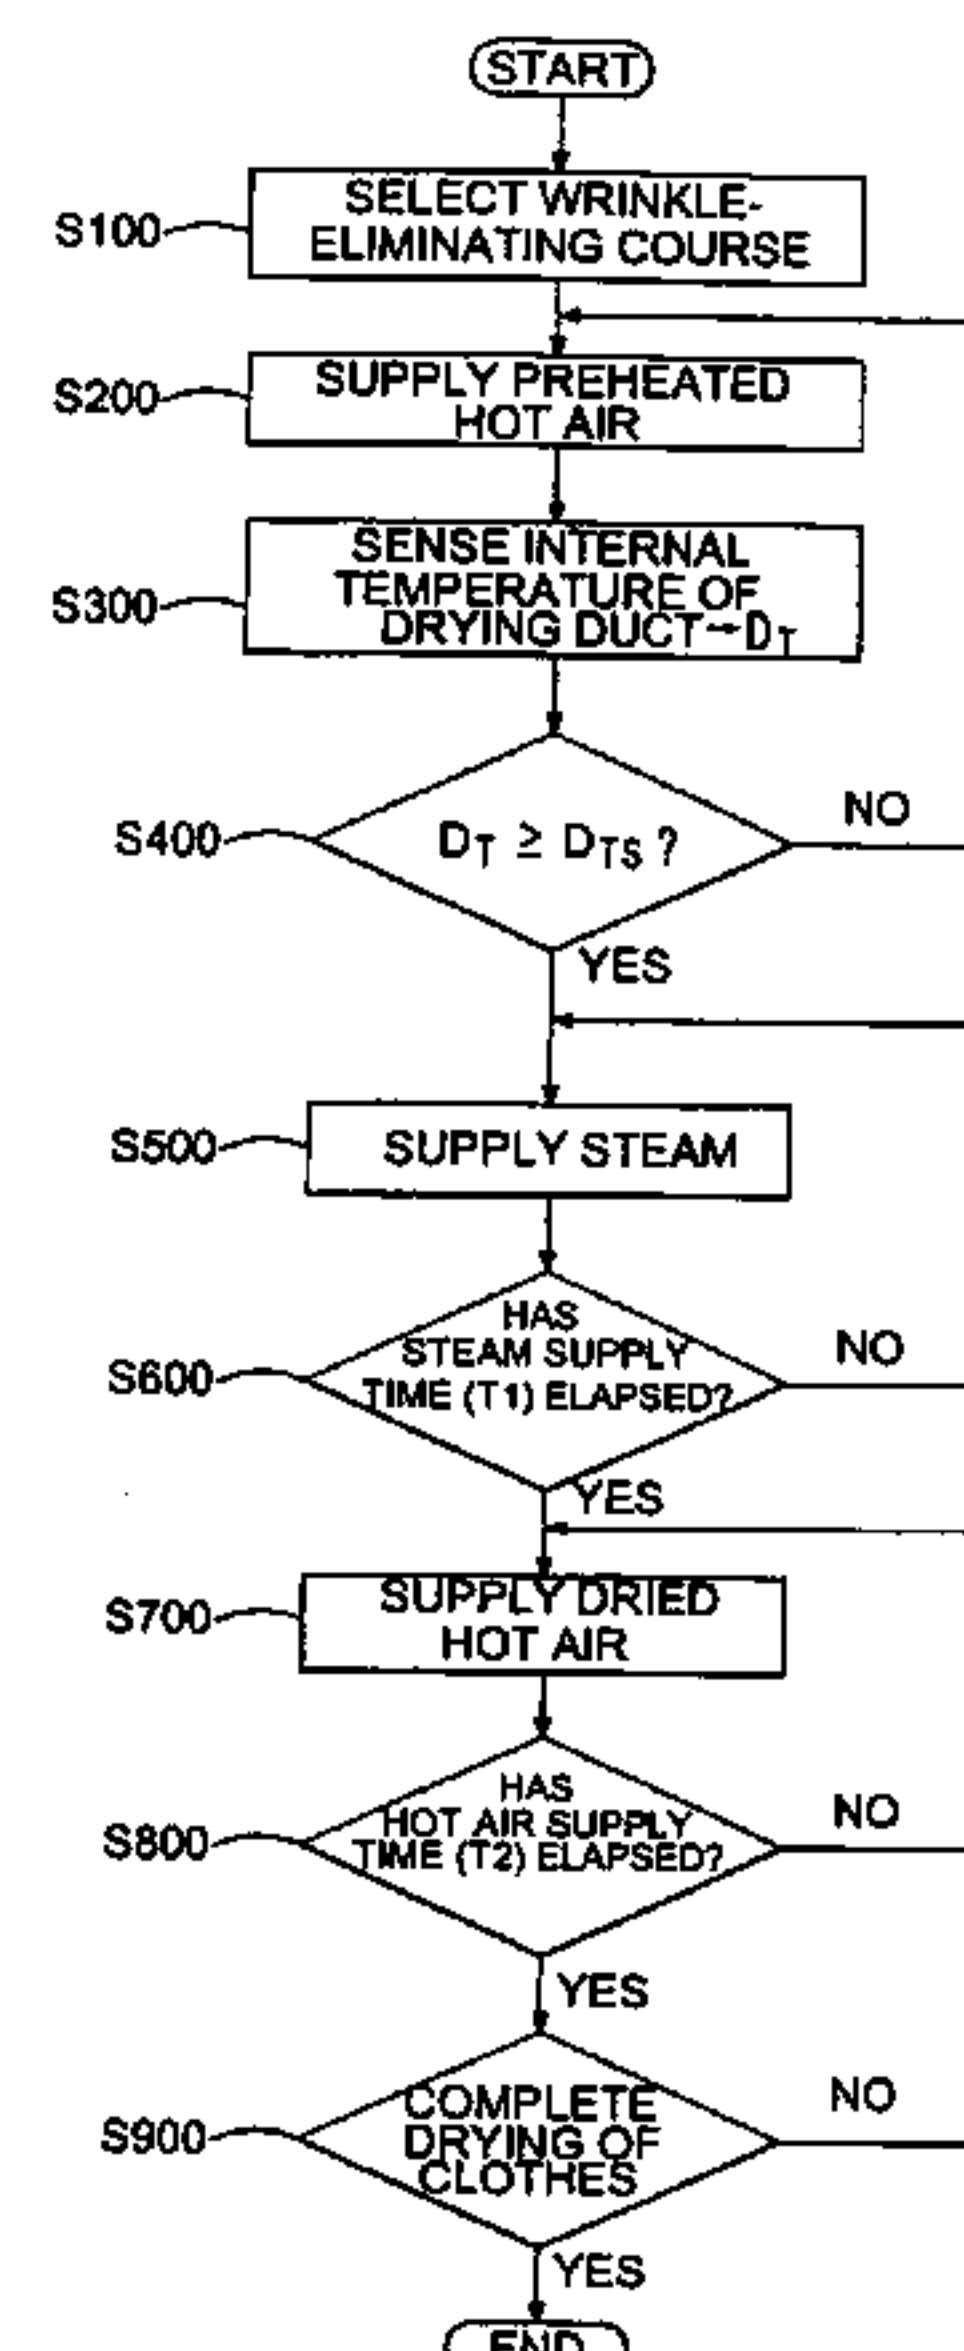 START
S100
SELECT WRINKLE-
ELIMINATING COURSE
S200
SUPPLY PREHEATED
HOT AIR
S300
SENSE INTERNAL
TEMPERATURE OF
DRYING DUCT→DT
S400
DT ≥ DTS ?
NO
YES
S500
SUPPLY STEAM
S600
HAS
STEAM SUPPLY
TIME (T1) ELAPSED?
NO
YES
S700
SUPPLY DRIED
HOT AIR
S800
HAS
HOT AIR SUPPLY
TIME (T2) ELAPSED?
NO
YES
S900
COMPLETE
DRYING OF
CLOTHES
NO
YES
END